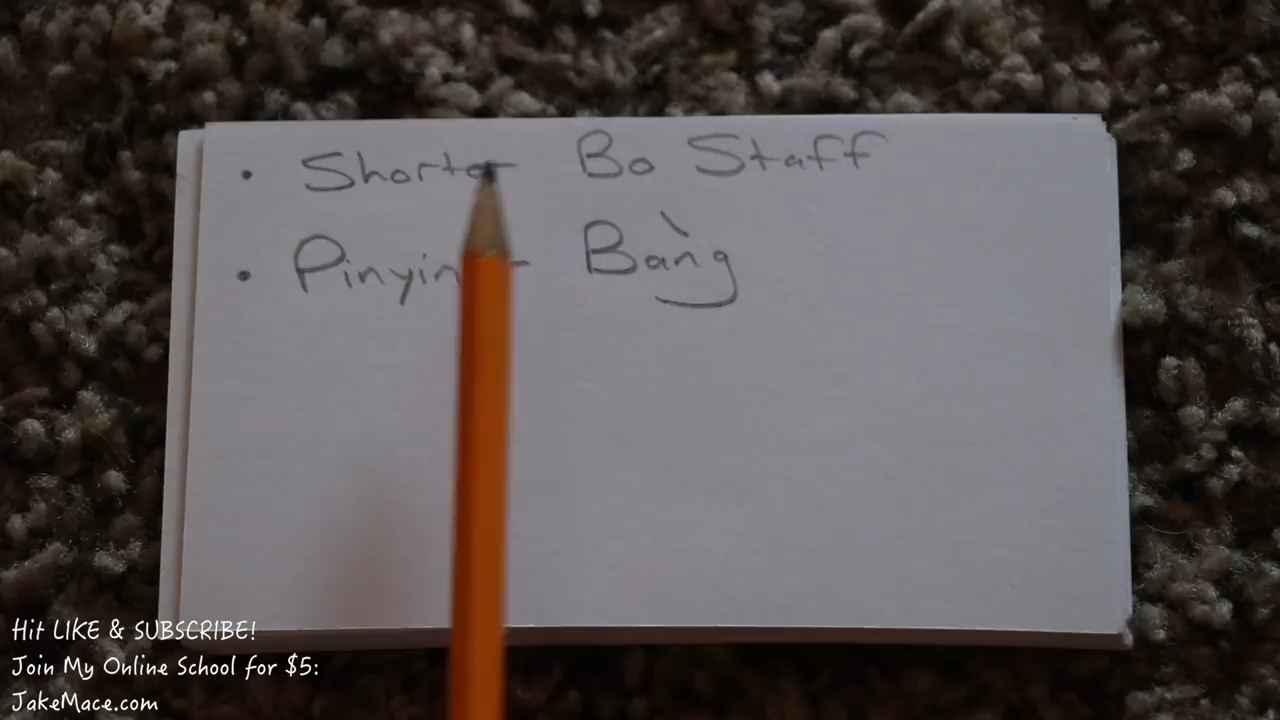 • Shorter Bo Staff
• Pinyin - Bàng
Hit LIKE & SUBSCRIBE!
Join My Online School for $5:
JakeMace.com